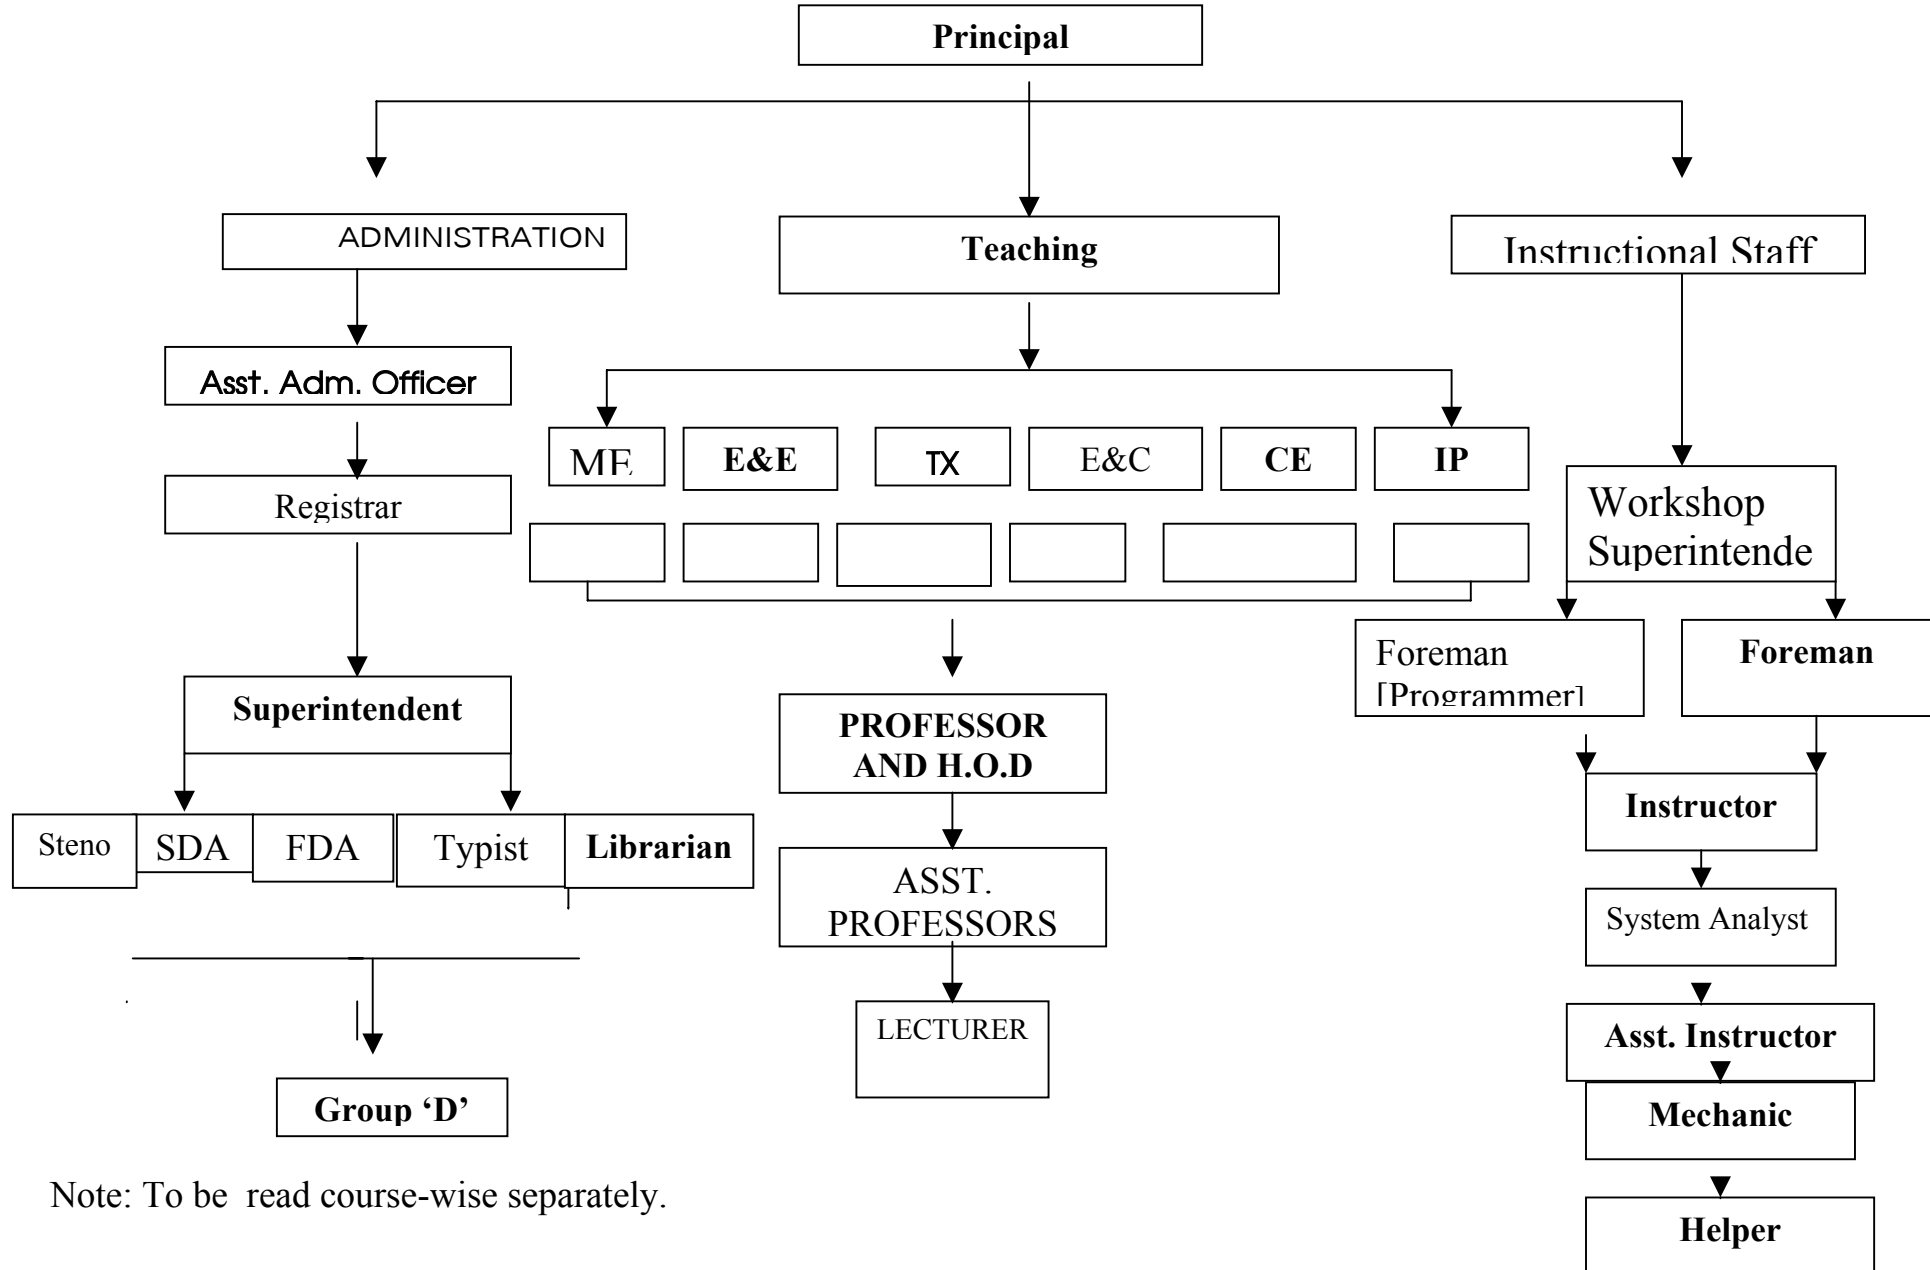 Principal
ADMINISTRATION
Teaching
Instructional Staff
Asst. Adm. Officer
ME
E&E
TX
E&C
CE
IP
Registrar
Workshop
Superintende
Foreman
[Programmer]
Foreman
Superintendent
PROFESSOR
AND H.O.D
Instructor
Steno
SDA
FDA
Typist
Librarian
ASST.
PROFESSORS
System Analyst
LECTURER
Asst. Instructor
Group ‘D’
Mechanic
Note: To be read course-wise separately.
Helper